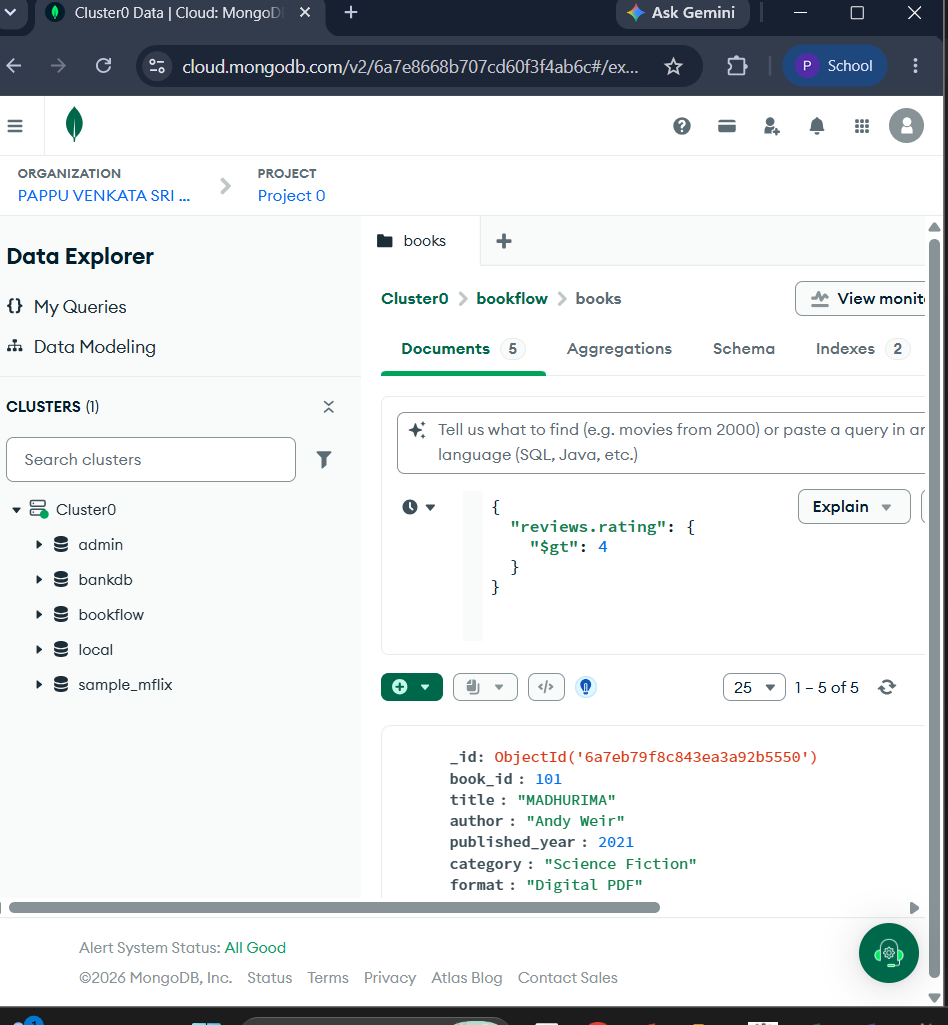 Cluster0 Data | Cloud: MongoD
Ask Gemini
cloud.mongodb.com/v2/6a7e8668b707cd60f3f4ab6c#/ex...
P School
ORGANIZATION
PAPPU VENKATA SRI ...
PROJECT
Project 0
Data Explorer
My Queries
Data Modeling
CLUSTERS (1)
Search clusters
Cluster0
admin
bankdb
bookflow
local
sample_mflix
books
Cluster0 > bookflow > books
View monit
Documents 5 Aggregations Schema Indexes 2
Tell us what to find (e.g. movies from 2000) or paste a query in an
language (SQL, Java, etc.)
Explain
{
"reviews.rating": {
"$gt": 4
}
}
25 1 – 5 of 5
_id: ObjectId('6a7eb79f8c843ea3a92b5550')
book_id : 101
title : "MADHURIMA"
author : "Andy Weir"
published_year : 2021
category : "Science Fiction"
format : "Digital PDF"
Alert System Status: All Good
©2026 MongoDB, Inc. Status Terms Privacy Atlas Blog Contact Sales